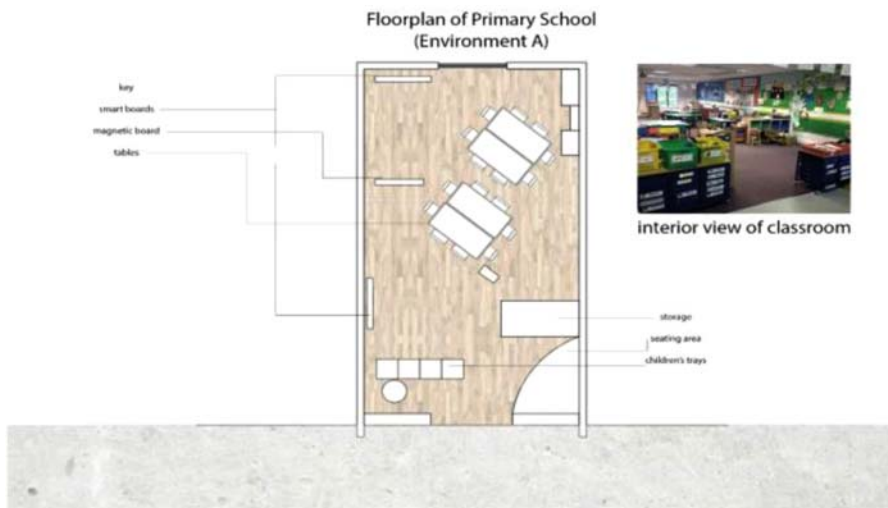 Floorplan of Primary School
(Environment A)
key
smart boards
magnetic board
tables
interior view of classroom
storage
seating area
children's trays